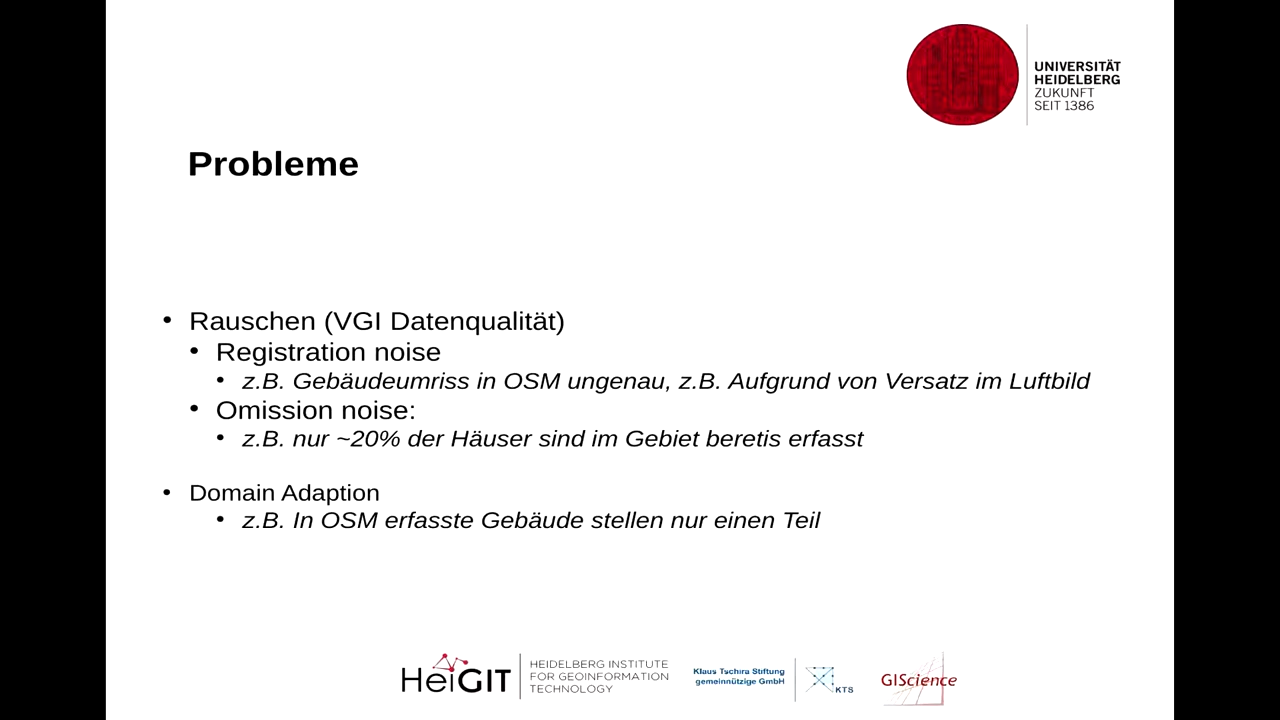 UNIVERSITÄT
HEIDELBERG
ZUKUNFT
SEIT 1386
Probleme
• Rauschen (VGI Datenqualität)
• Registration noise
• z.B. Gebäudeumriss in OSM ungenau, z.B. Aufgrund von Versatz im Luftbild
• Omission noise:
• z.B. nur ~20% der Häuser sind im Gebiet beretis erfasst
• Domain Adaption
• z.B. In OSM erfasste Gebäude stellen nur einen Teil
HeiGIT
HEIDELBERG INSTITUTE
FOR GEOINFORMATION
TECHNOLOGY
Klaus Tschira Stiftung
gemeinnützige GmbH
KTS
GIScience